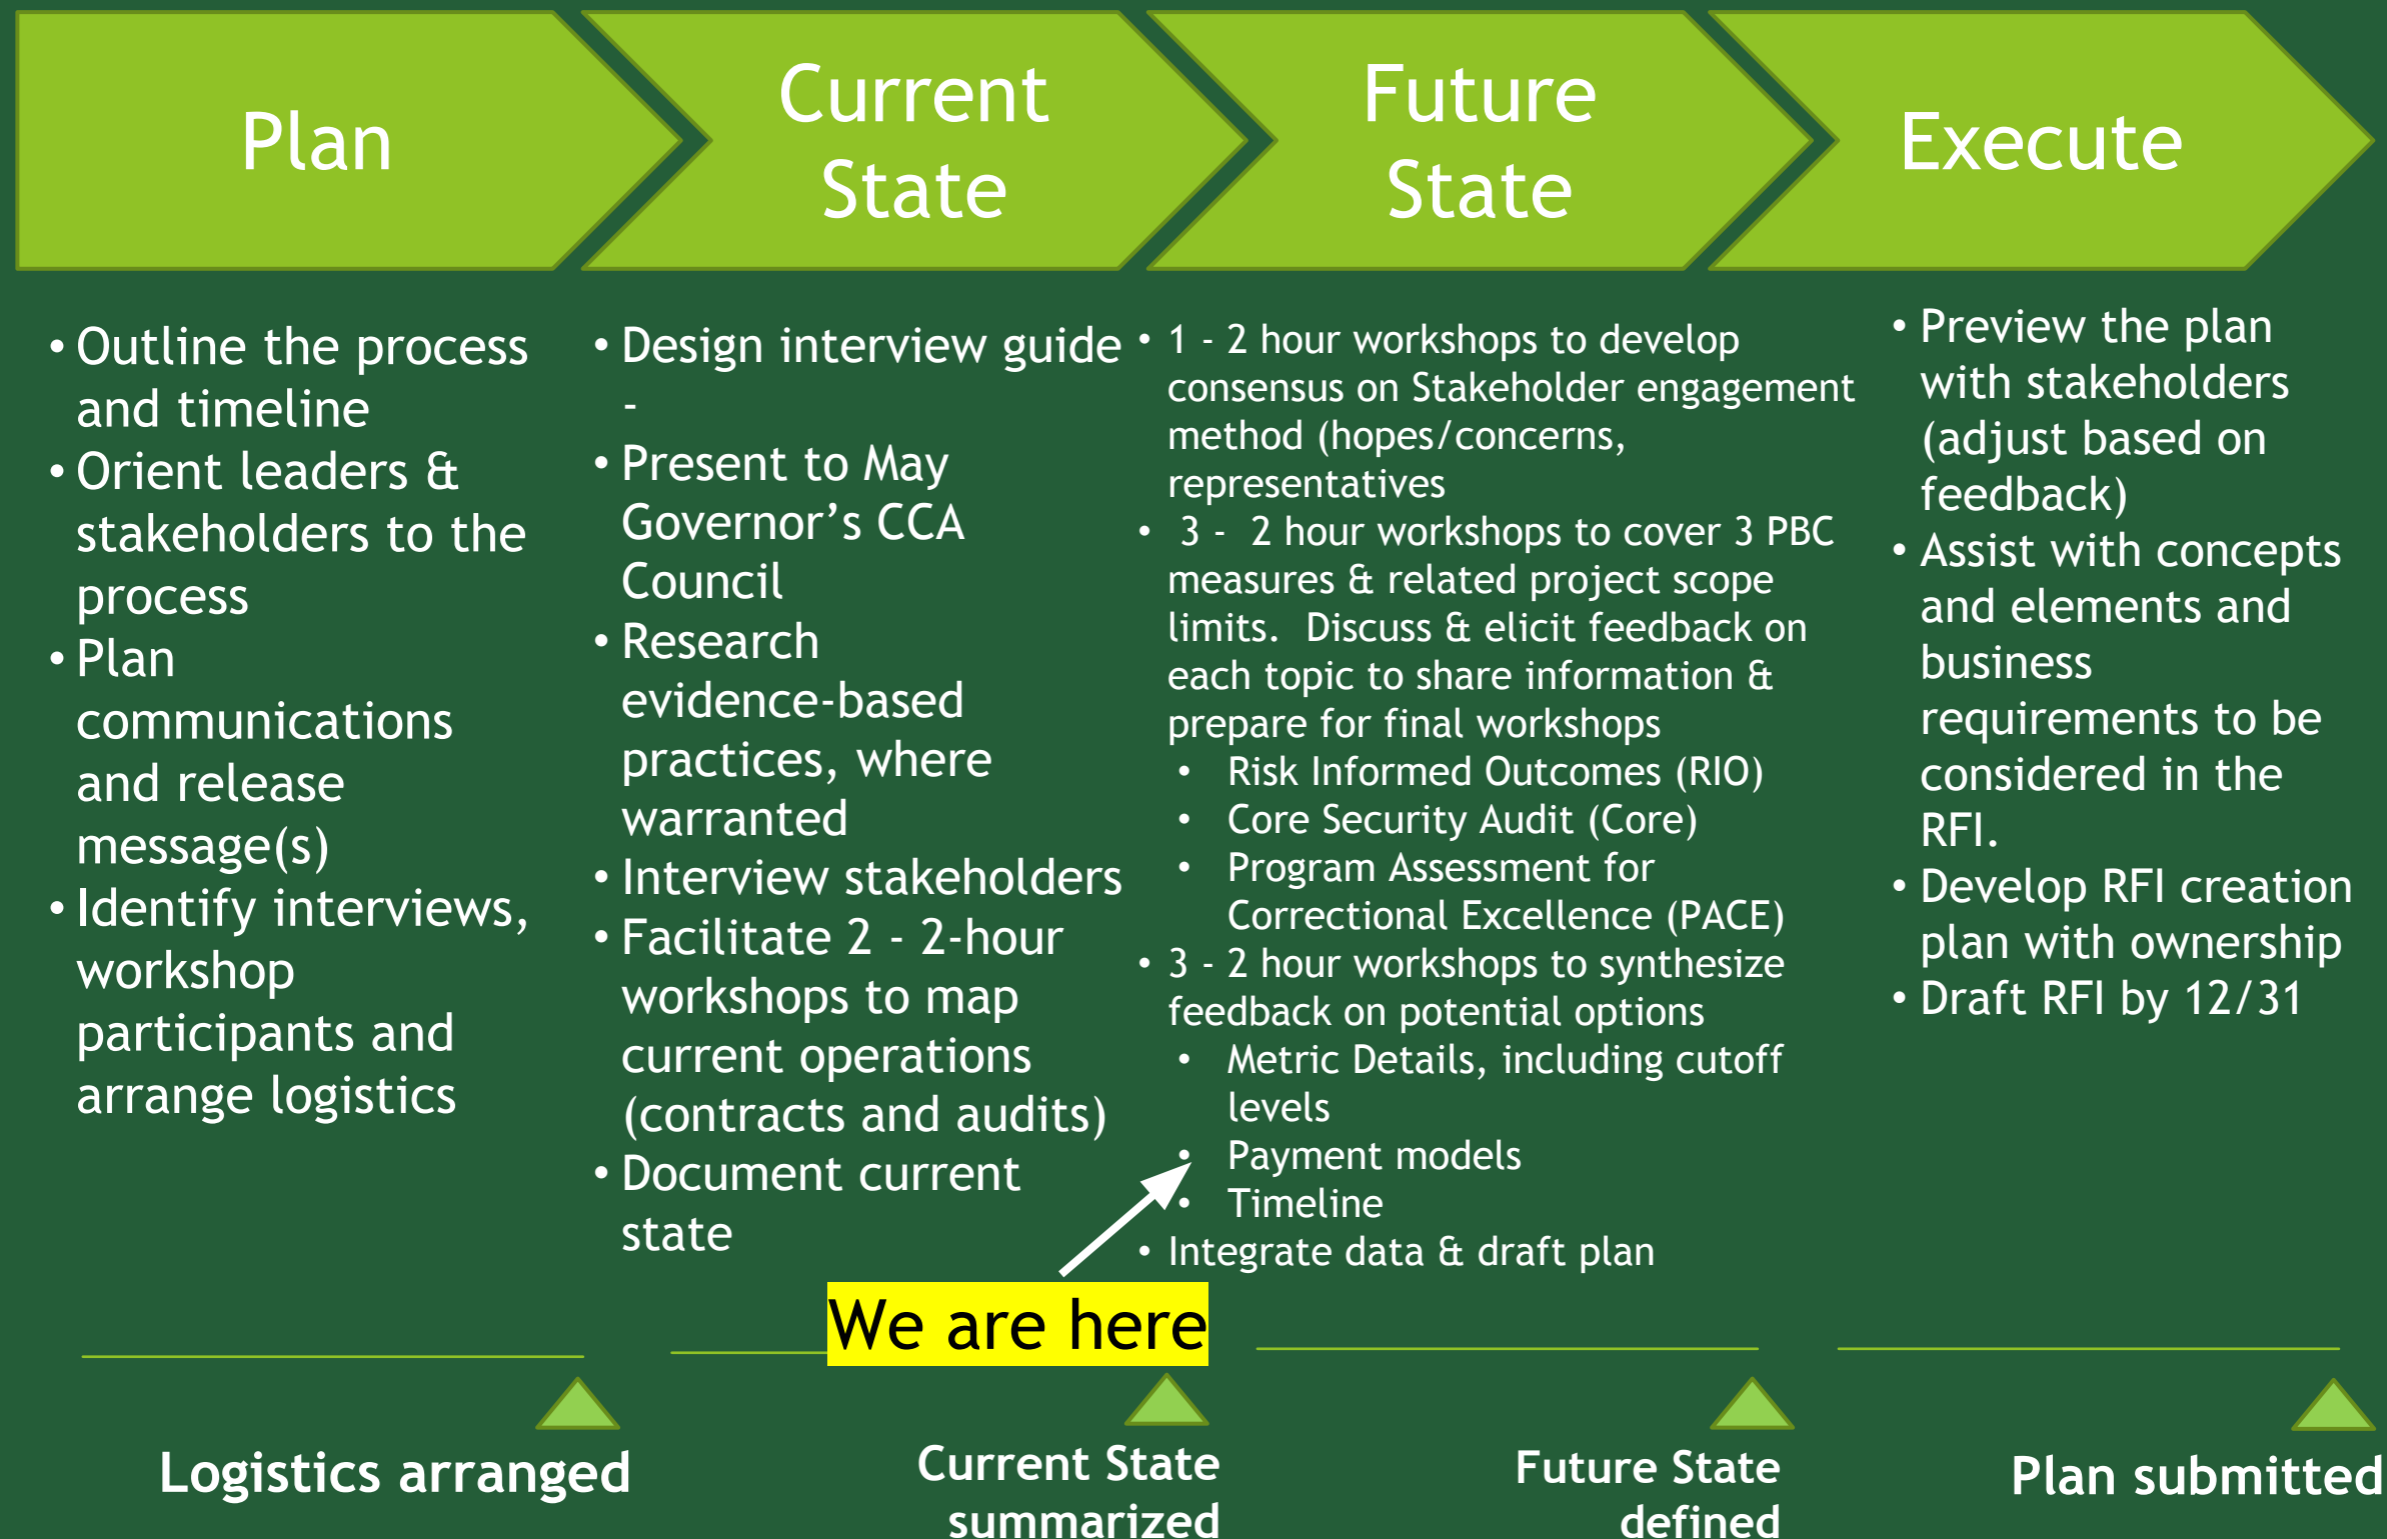 Plan
Current
State
Future
State
Execute
• Outline the process
and timeline
• Orient leaders &
stakeholders to the
process
• Plan
communications
and release
message(s)
• Identify interviews,
workshop
participants and
arrange logistics
• Design interview guide
-
• Present to May
Governor’s CCA
Council
• Research
evidence-based
practices, where
warranted
• Interview stakeholders
• Facilitate 2 - 2-hour
workshops to map
current operations
(contracts and audits)
• Document current
state
• 1 - 2 hour workshops to develop
consensus on Stakeholder engagement
method (hopes/concerns,
representatives
• 3 - 2 hour workshops to cover 3 PBC
measures & related project scope
limits. Discuss & elicit feedback on
each topic to share information &
prepare for final workshops
• Risk Informed Outcomes (RIO)
• Core Security Audit (Core)
• Program Assessment for
Correctional Excellence (PACE)
• 3 - 2 hour workshops to synthesize
feedback on potential options
• Metric Details, including cutoff
levels
• Payment models
• Timeline
• Integrate data & draft plan
• Preview the plan
with stakeholders
(adjust based on
feedback)
• Assist with concepts
and elements and
business
requirements to be
considered in the
RFI.
• Develop RFI creation
plan with ownership
• Draft RFI by 12/31
We are here
Logistics arranged
Current State
summarized
Future State
defined
Plan submitted